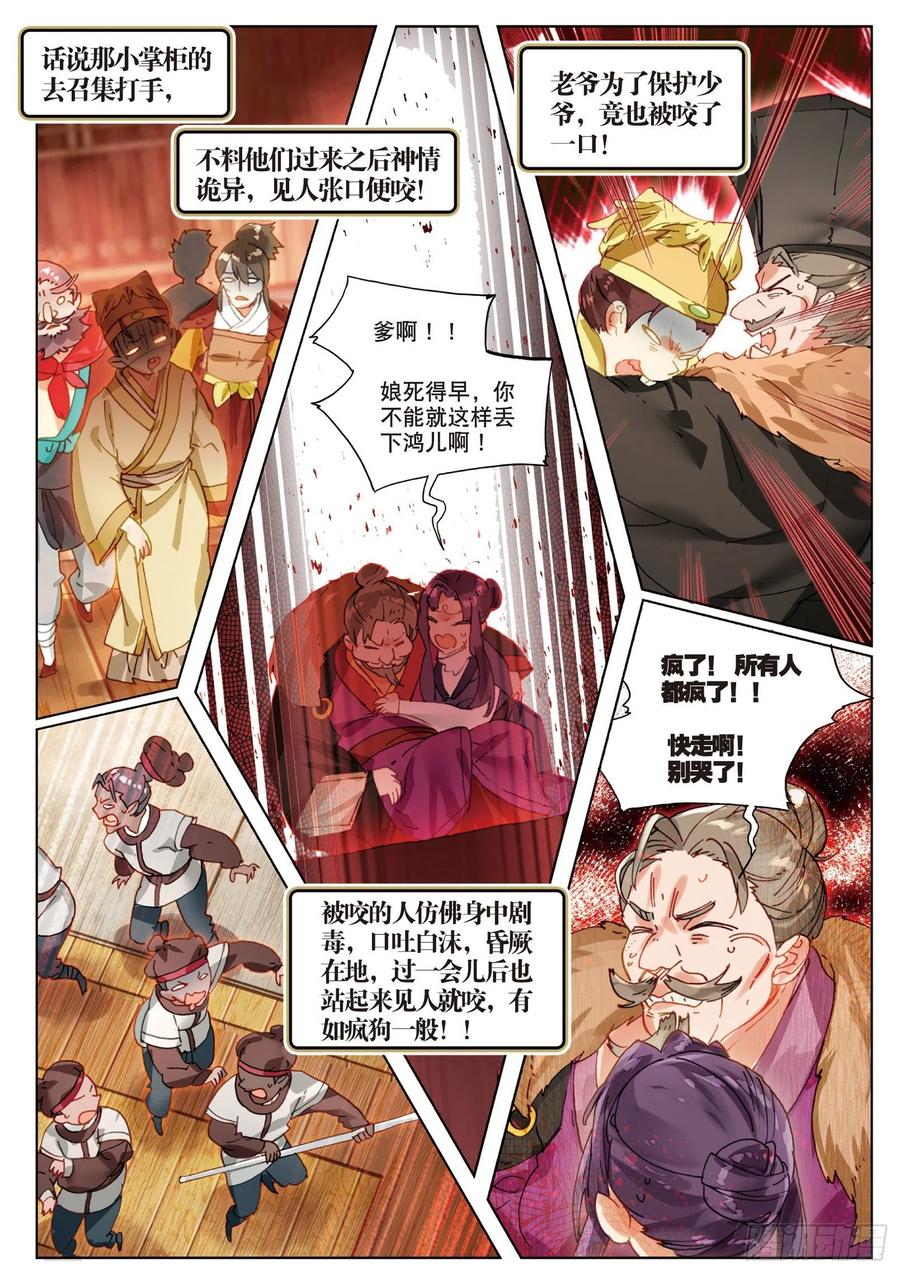 话说那小掌柜的
去召集打手，
不料他们过来之后神情
诡异，见人张口便咬！
老爷为了保护少
爷，竟也被咬了
一口！
爹啊！！
娘死得早，你
不能就这样丢
下鸿儿啊！
疯了！ 所有人
都疯了！！
快走啊！
别哭了！
被咬的人仿佛身中剧
毒，口吐白沫，昏厥
在地，过一会儿后也
站起来见人就咬，有
如疯狗一般！！
腾讯动漫